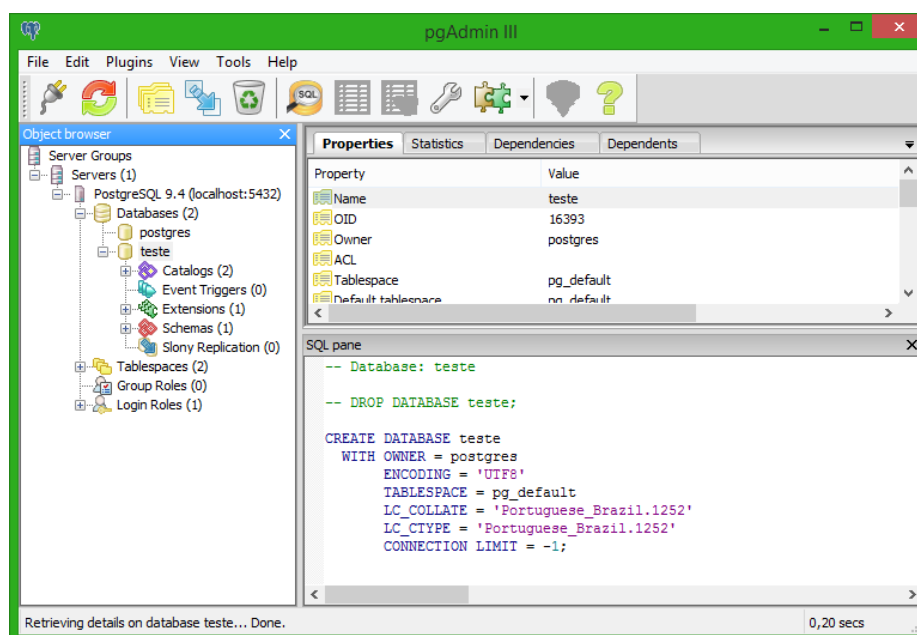 pgAdmin III
File Edit Plugins View Tools Help
SQL
Object browser
Server Groups
Servers (1)
PostgreSQL 9.4 (localhost:5432)
Databases (2)
postgres
teste
Catalogs (2)
Event Triggers (0)
Extensions (1)
Schemas (1)
Slony Replication (0)
Tablespaces (2)
Group Roles (0)
Login Roles (1)
Properties Statistics Dependencies Dependents
Property Value
Name teste
OID 16393
Owner postgres
ACL
Tablespace pg_default
Default tablespace pg_default
SQL pane
-- Database: teste
-- DROP DATABASE teste;
CREATE DATABASE teste
WITH OWNER = postgres
ENCODING = 'UTF8'
TABLESPACE = pg_default
LC_COLLATE = 'Portuguese_Brazil.1252'
LC_CTYPE = 'Portuguese_Brazil.1252'
CONNECTION LIMIT = -1;
Retrieving details on database teste... Done. 0,20 secs